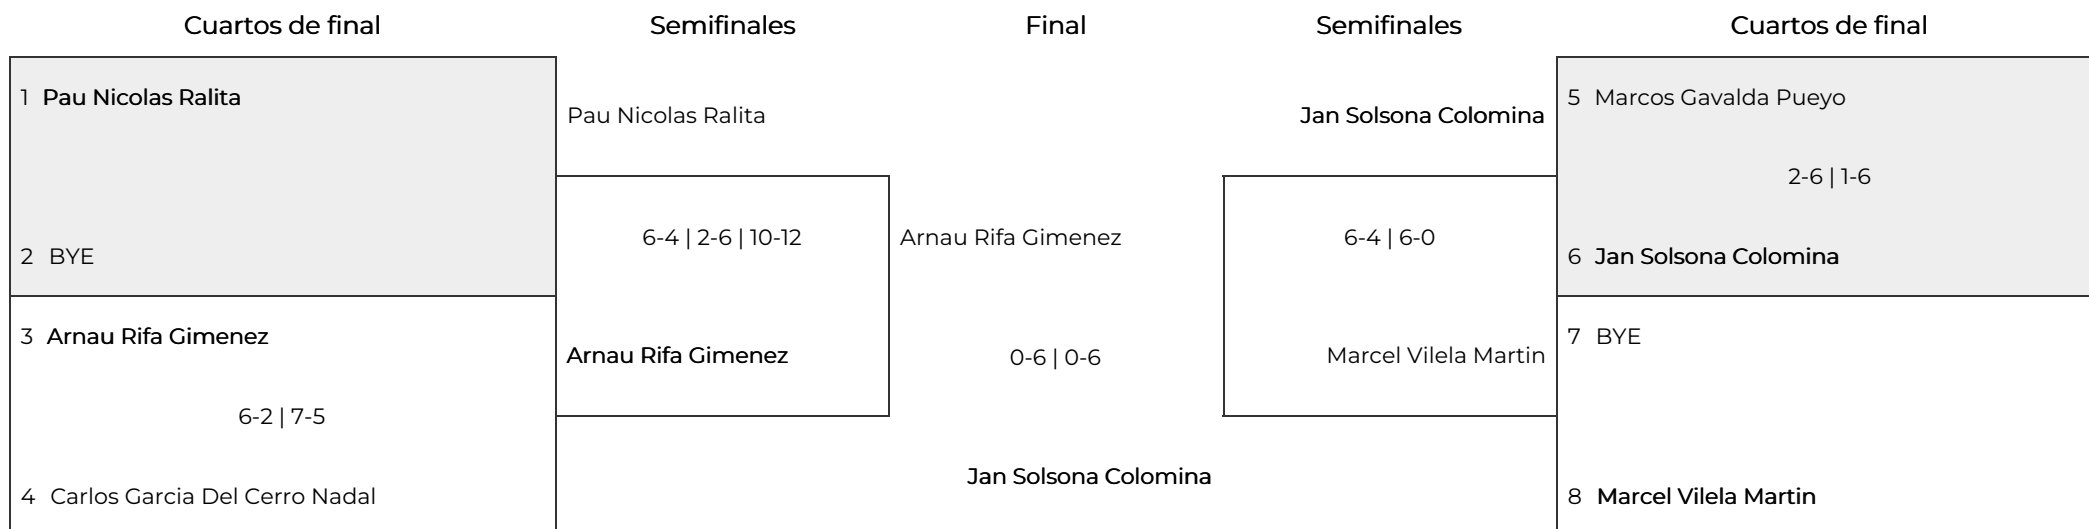 Cuartos de final
Semifinales
Final
Semifinales
Cuartos de final
1 Pau Nicolas Ralita
2 BYE
3 Arnau Rifa Gimenez
6-2 | 7-5
4 Carlos Garcia Del Cerro Nadal
Pau Nicolas Ralita
6-4 | 2-6 | 10-12
Arnau Rifa Gimenez
Arnau Rifa Gimenez
0-6 | 0-6
Jan Solsona Colomina
Jan Solsona Colomina
6-4 | 6-0
Marcel Vilela Martin
5 Marcos Gavalda Pueyo
2-6 | 1-6
6 Jan Solsona Colomina
7 BYE
8 Marcel Vilela Martin